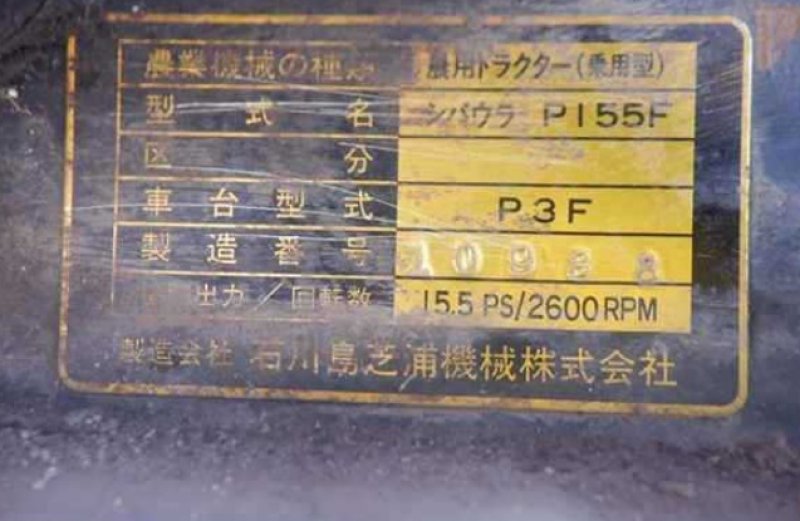 農業機械の種類 農用トラクター(乗用型)
型式名 シバウラ P155F
区分
車台型式 P3F
製造番号
出力/回転数 15.5 PS/2600RPM
製造会社 石川島芝浦機械株式会社